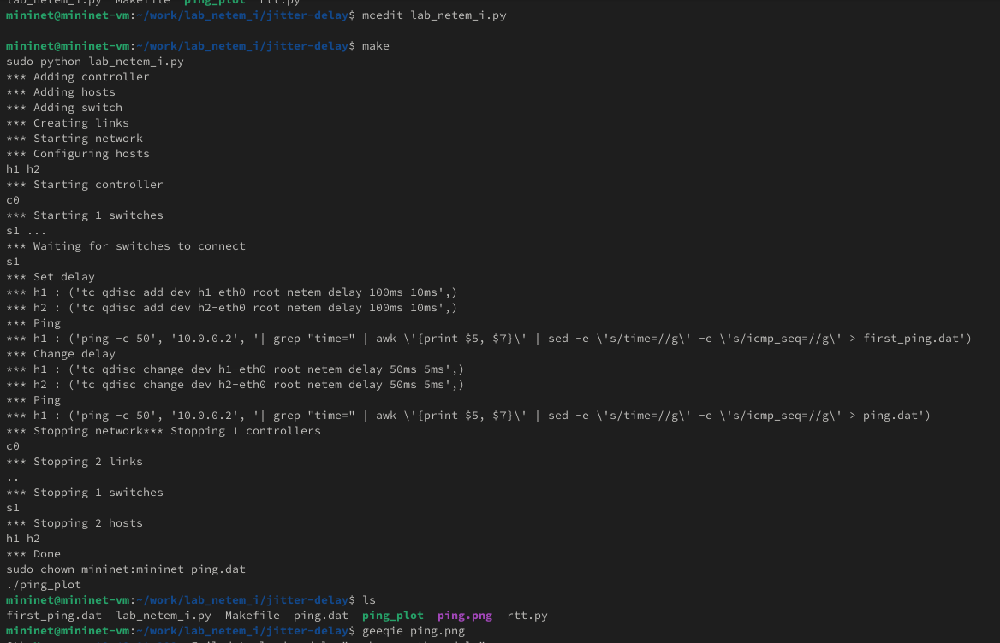 lab_netem_i.py  Makefile  ping_plot  rtt.py
mininet@mininet-vm:~/work/lab_netem_i/jitter-delay$ mcedit lab_netem_i.py
mininet@mininet-vm:~/work/lab_netem_i/jitter-delay$ make
sudo python lab_netem_i.py
*** Adding controller
*** Adding hosts
*** Adding switch
*** Creating links
*** Starting network
*** Configuring hosts
h1 h2
*** Starting controller
c0
*** Starting 1 switches
s1 ...
*** Waiting for switches to connect
s1
*** Set delay
*** h1 : ('tc qdisc add dev h1-eth0 root netem delay 100ms 10ms',)
*** h2 : ('tc qdisc add dev h2-eth0 root netem delay 100ms 10ms',)
*** Ping
*** h1 : ('ping -c 50', '10.0.0.2', '| grep "time=" | awk \'{print $5, $7}\' | sed -e \'s/time=//g\' -e \'s/icmp_seq=//g\' > first_ping.dat')
*** Change delay
*** h1 : ('tc qdisc change dev h1-eth0 root netem delay 50ms 5ms',)
*** h2 : ('tc qdisc change dev h2-eth0 root netem delay 50ms 5ms',)
*** Ping
*** h1 : ('ping -c 50', '10.0.0.2', '| grep "time=" | awk \'{print $5, $7}\' | sed -e \'s/time=//g\' -e \'s/icmp_seq=//g\' > ping.dat')
*** Stopping network*** Stopping 1 controllers
c0
*** Stopping 2 links
..
*** Stopping 1 switches
s1
*** Stopping 2 hosts
h1 h2
*** Done
sudo chown mininet:mininet ping.dat
./ping_plot
mininet@mininet-vm:~/work/lab_netem_i/jitter-delay$ ls
first_ping.dat  lab_netem_i.py  Makefile  ping.dat  ping_plot  ping.png  rtt.py
mininet@mininet-vm:~/work/lab_netem_i/jitter-delay$ geeqie ping.png